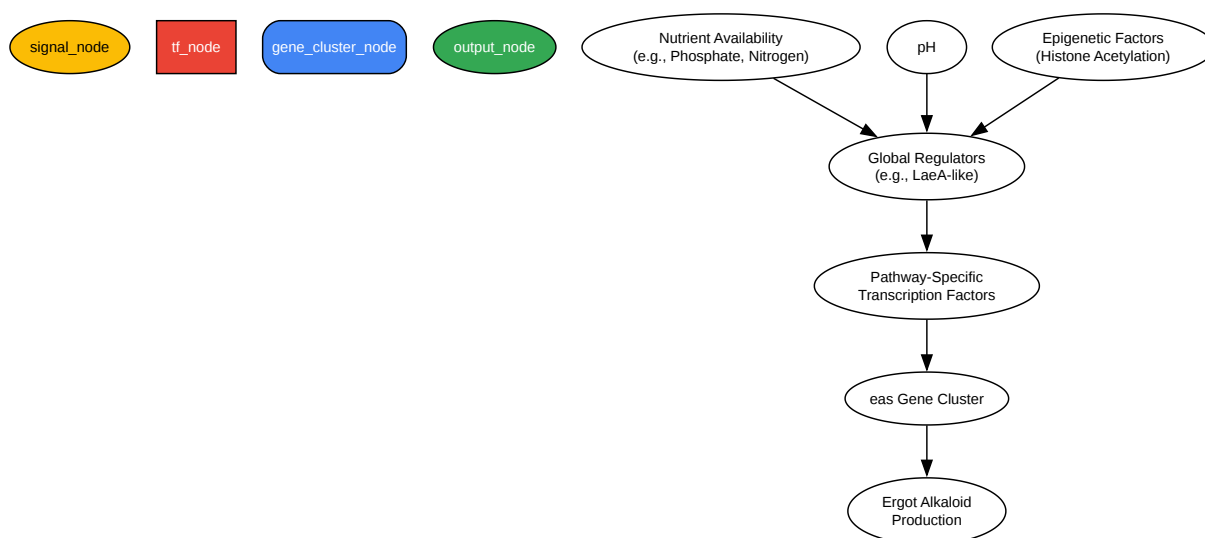 signal_node
tf_node
gene_cluster_node
output_node
Nutrient Availability
(e.g., Phosphate, Nitrogen)
pH
Epigenetic Factors
(Histone Acetylation)
Global Regulators
(e.g., LaeA-like)
Pathway-Specific
Transcription Factors
eas Gene Cluster
Ergot Alkaloid
Production